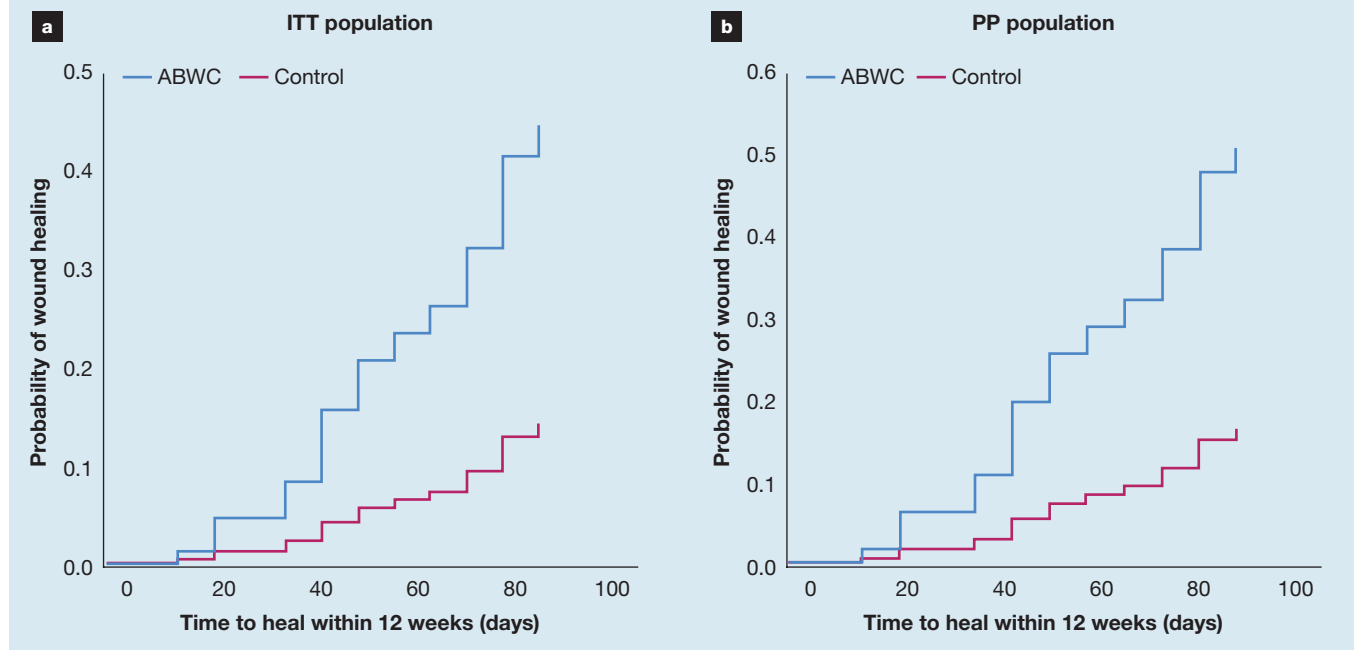 a
ITT population
ABWC
Control
0.5
0.4
0.3
0.2
0.1
0.0
Probability of wound healing
0
20
40
60
80
100
Time to heal within 12 weeks (days)
b
PP population
ABWC
Control
0.6
0.5
0.4
0.3
0.2
0.1
0.0
Probability of wound healing
0
20
40
60
80
100
Time to heal within 12 weeks (days)